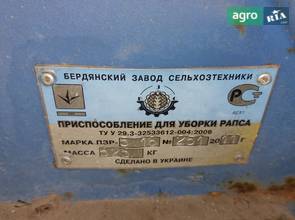 agro RIA
.com
БЕРДЯНСКИЙ ЗАВОД СЕЛЬХОЗТЕХНИКИ
ПРИСПОСОБЛЕНИЕ ДЛЯ УБОРКИ РАПСА
ТУ У 29.3-32533612-004:2006
МАРКА ПЗР- № 20 Г
МАССА КГ
СДЕЛАНО В УКРАИНЕ